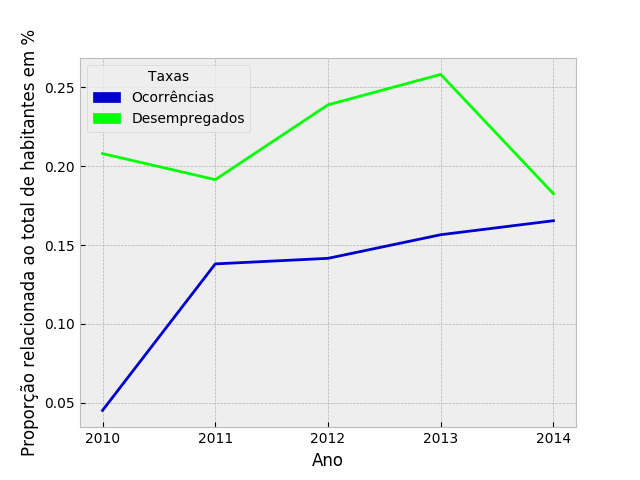 Proporção relacionada ao total de habitantes em %
Taxas
Ocorrências
Desempregados
0.25
0.20
0.15
0.10
0.05
2010 2011 2012 2013 2014
Ano